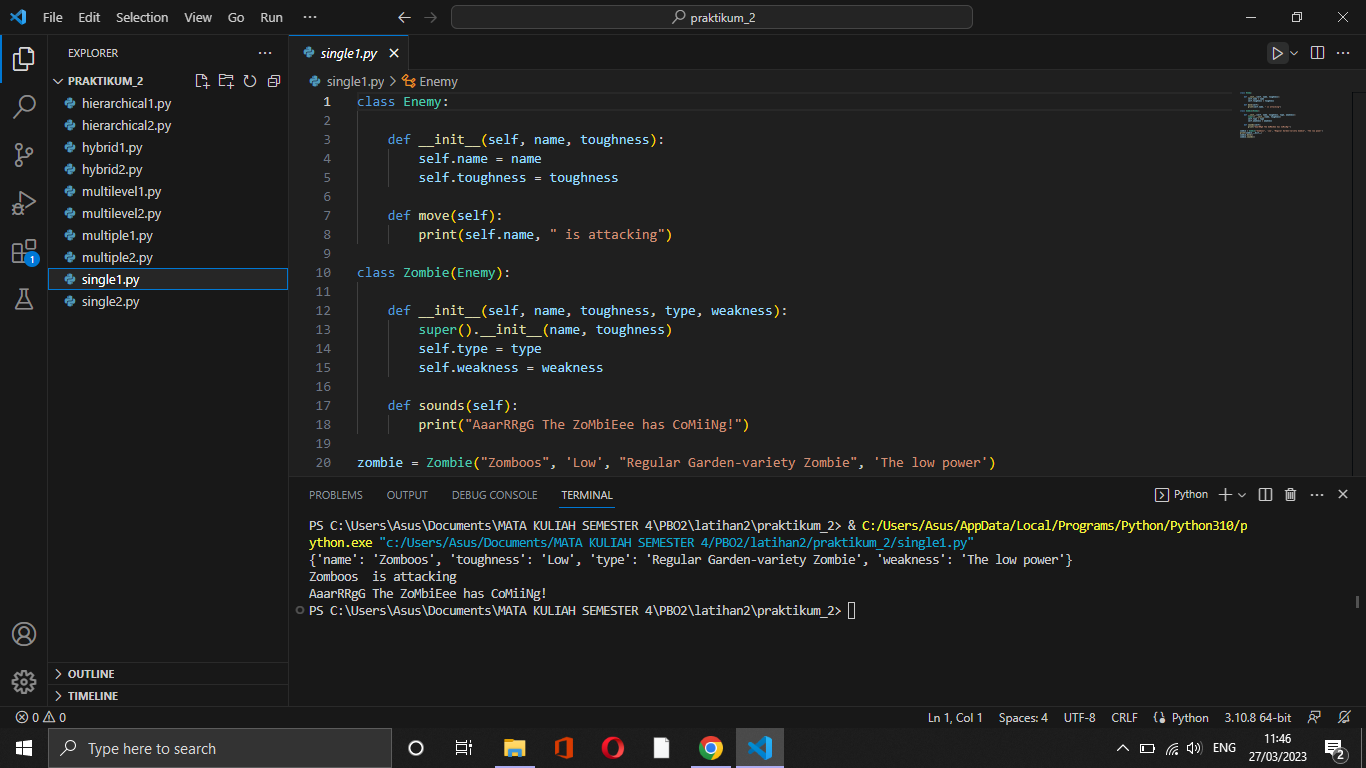 File Edit Selection View Go Run ··· praktikum_2
EXPLORER ···
PRAKTIKUM_2
hierarchical1.py
hierarchical2.py
hybrid1.py
hybrid2.py
multilevel1.py
multilevel2.py
multiple1.py
multiple2.py
single1.py
single2.py
OUTLINE
TIMELINE
1
single1.py
single1.py > Enemy
1 class Enemy:
2
3 def __init__(self, name, toughness):
4 self.name = name
5 self.toughness = toughness
6
7 def move(self):
8 print(self.name, " is attacking")
9
10 class Zombie(Enemy):
11
12 def __init__(self, name, toughness, type, weakness):
13 super().__init__(name, toughness)
14 self.type = type
15 self.weakness = weakness
16
17 def sounds(self):
18 print("AaarRRgG The ZoMbiEee has CoMiiNg!")
19
20 zombie = Zombie("Zomboos", 'Low', "Regular Garden-variety Zombie", 'The low power')
PROBLEMS OUTPUT DEBUG CONSOLE TERMINAL Python
PS C:\Users\Asus\Documents\MATA KULIAH SEMESTER 4\PBO2\latihan2\praktikum_2> & C:/Users/Asus/AppData/Local/Programs/Python/Python310/p
ython.exe "c:/Users/Asus/Documents/MATA KULIAH SEMESTER 4/PBO2/latihan2/praktikum_2/single1.py"
{'name': 'Zomboos', 'toughness': 'Low', 'type': 'Regular Garden-variety Zombie', 'weakness': 'The low power'}
Zomboos  is attacking
AaarRRgG The ZoMbiEee has CoMiiNg!
PS C:\Users\Asus\Documents\MATA KULIAH SEMESTER 4\PBO2\latihan2\praktikum_2>
0 0 Ln 1, Col 1 Spaces: 4 UTF-8 CRLF Python 3.10.8 64-bit
Type here to search ENG
11:46
27/03/2023
2